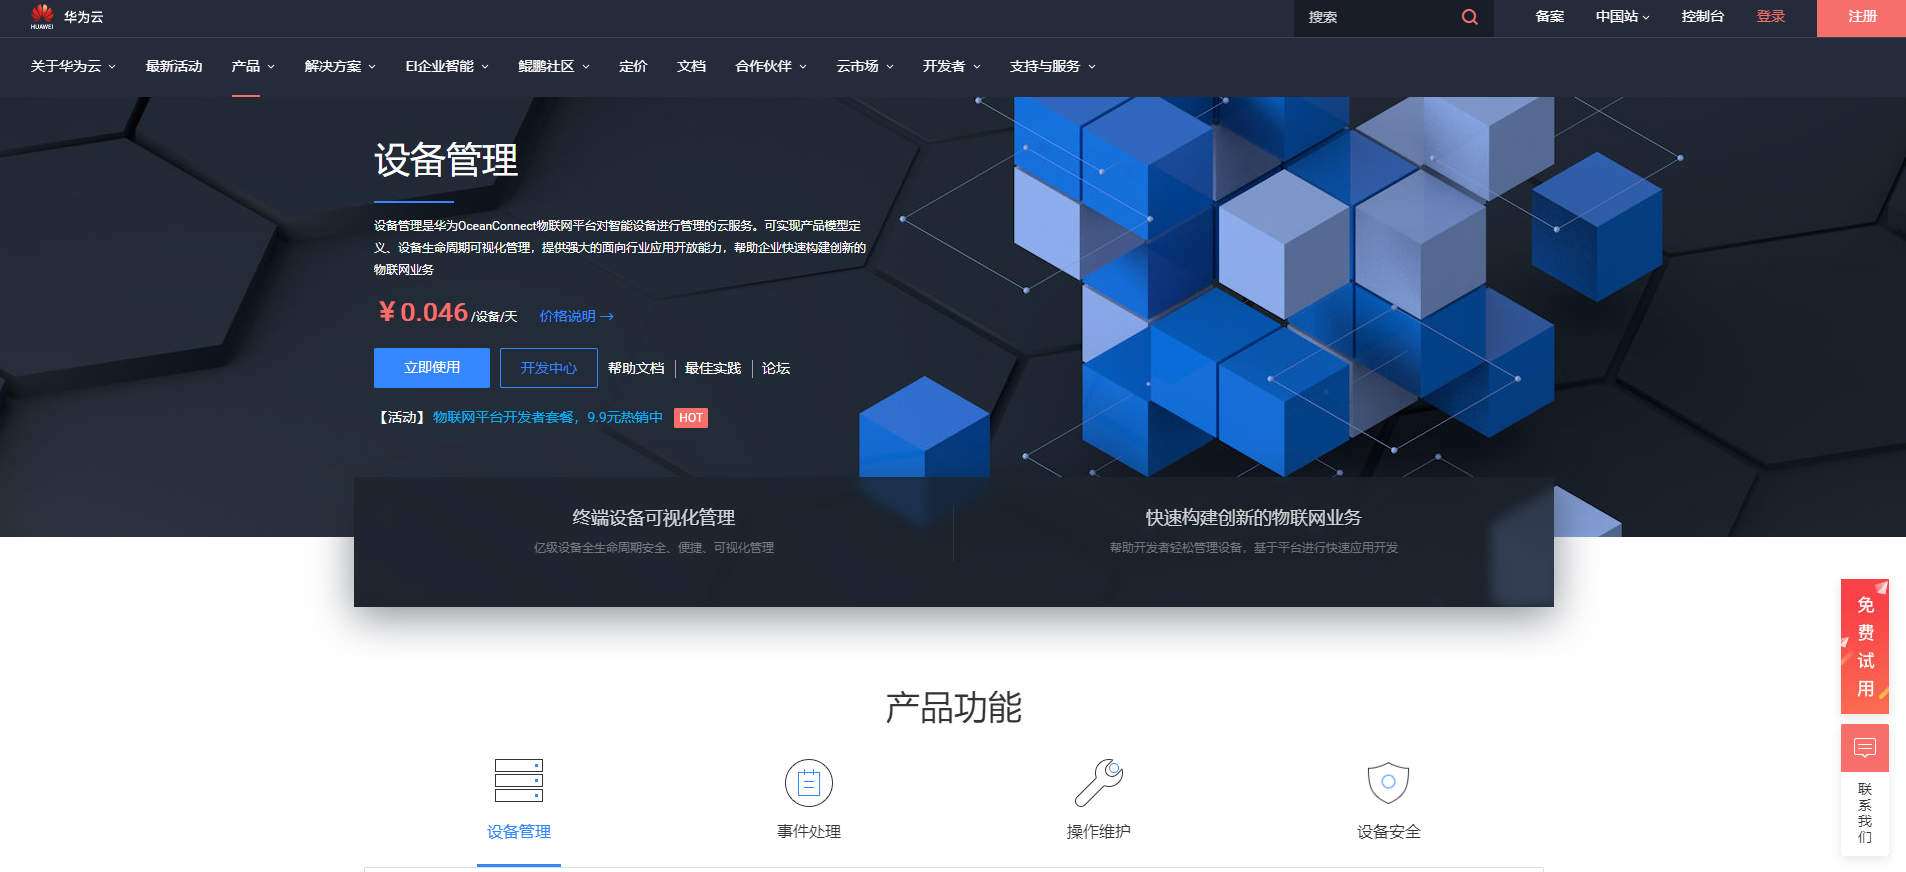 HUAWEI
华为云
搜索
备案
中国站
控制台
登录
注册
关于华为云
最新活动
产品
解决方案
EI企业智能
鲲鹏社区
定价
文档
合作伙伴
云市场
开发者
支持与服务
设备管理
设备管理是华为OceanConnect物联网平台对智能设备进行管理的云服务。可实现产品模型定
义、设备生命周期可视化管理，提供强大的面向行业应用开放能力，帮助企业快速构建创新的
物联网业务
¥0.046/设备/天 价格说明→
立即使用
开发中心
帮助文档
最佳实践
论坛
【活动】物联网平台开发者套餐，9.9元热销中 HOT
终端设备可视化管理
亿级设备全生命周期安全、便捷、可视化管理
快速构建创新的物联网业务
帮助开发者轻松管理设备，基于平台进行快速应用开发
免费试用
联系我们
产品功能
设备管理
事件处理
操作维护
设备安全